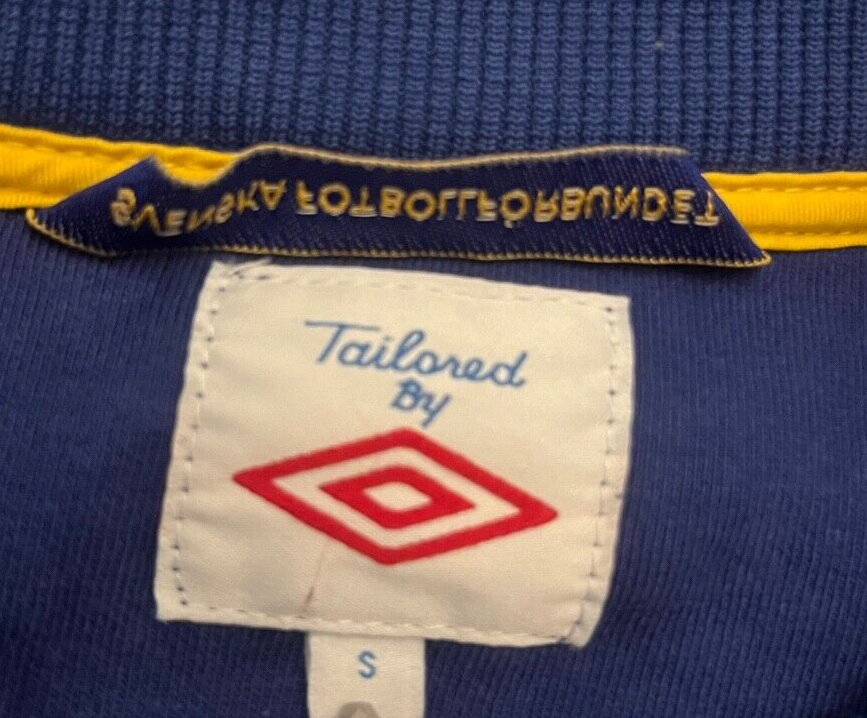 SVENSKA FOTBOLLFÖRBUNDET
Tailored
By
S